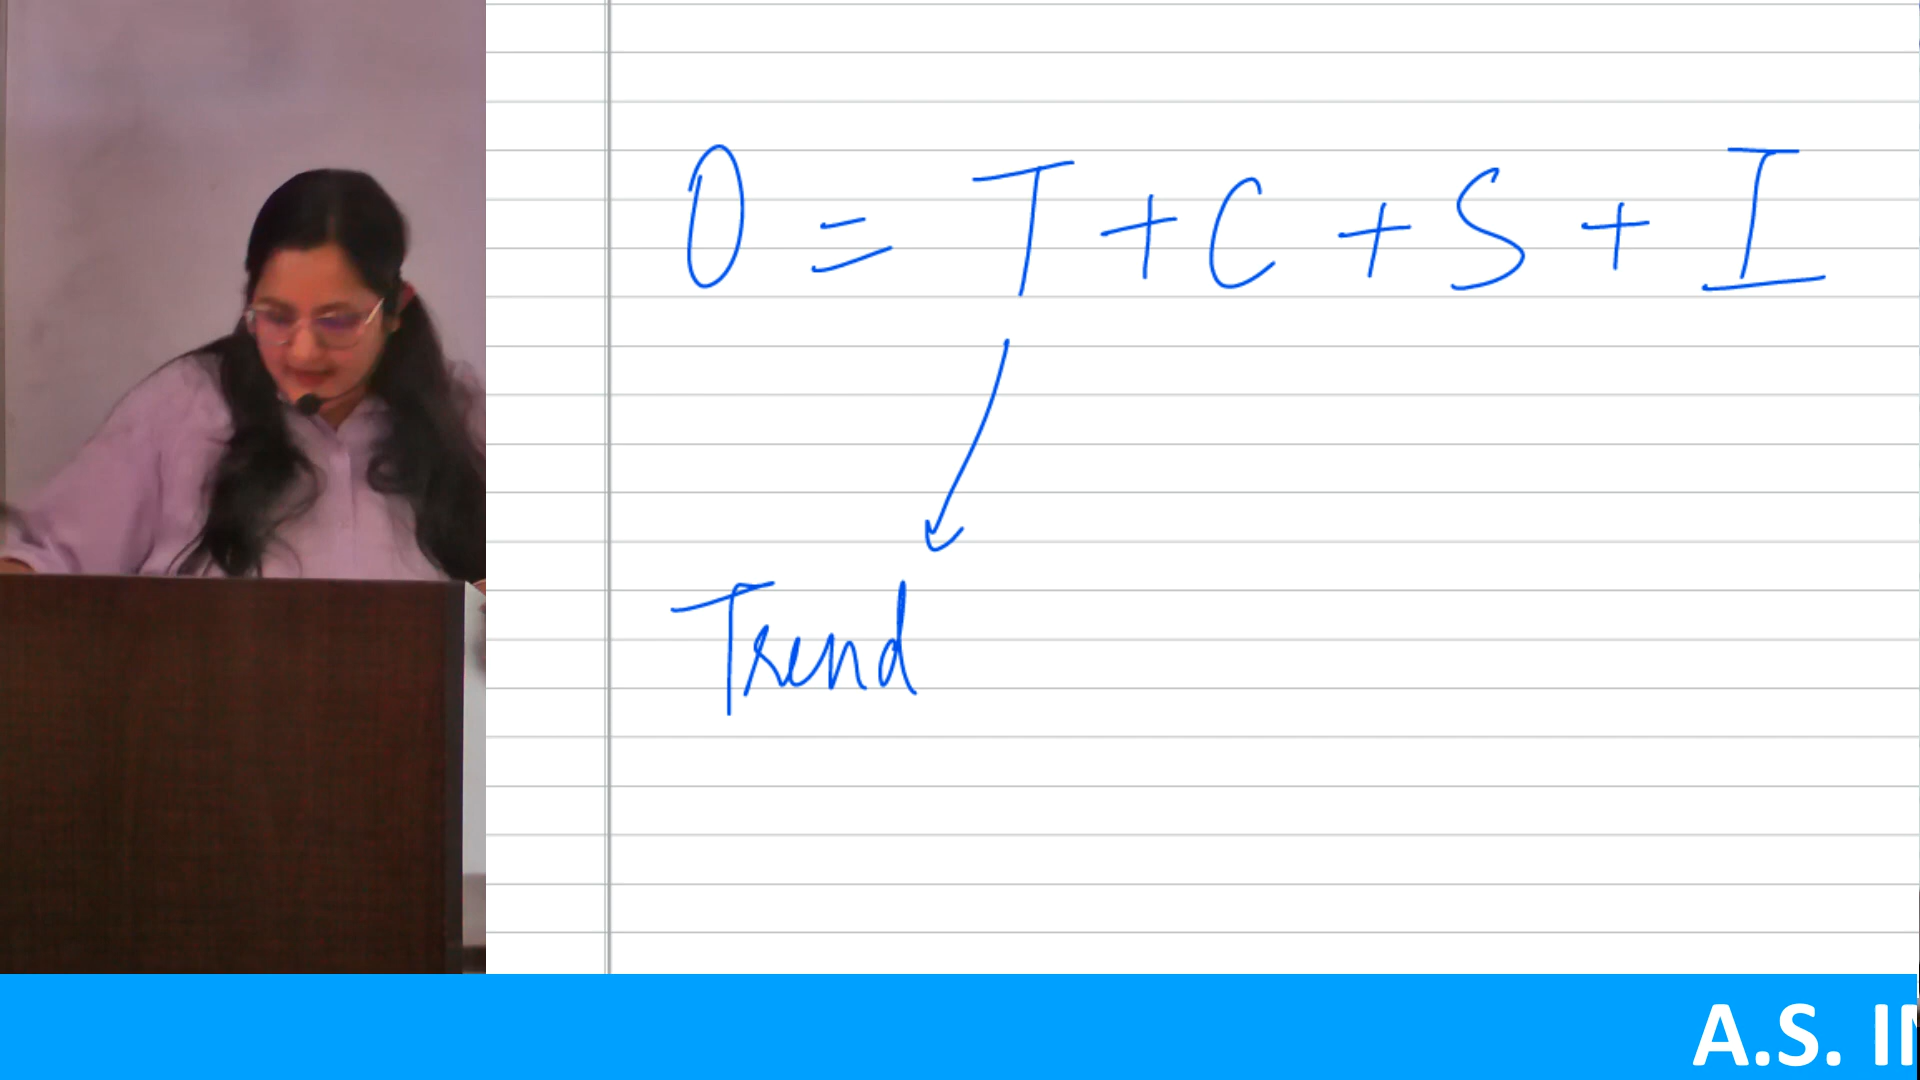 O = T + C + S + I
Trend
A.S.